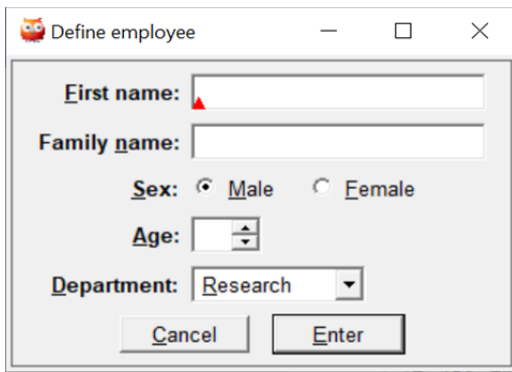 Define employee
First name:
Family name:
Sex: Male Female
Age:
Department: Research
Cancel Enter